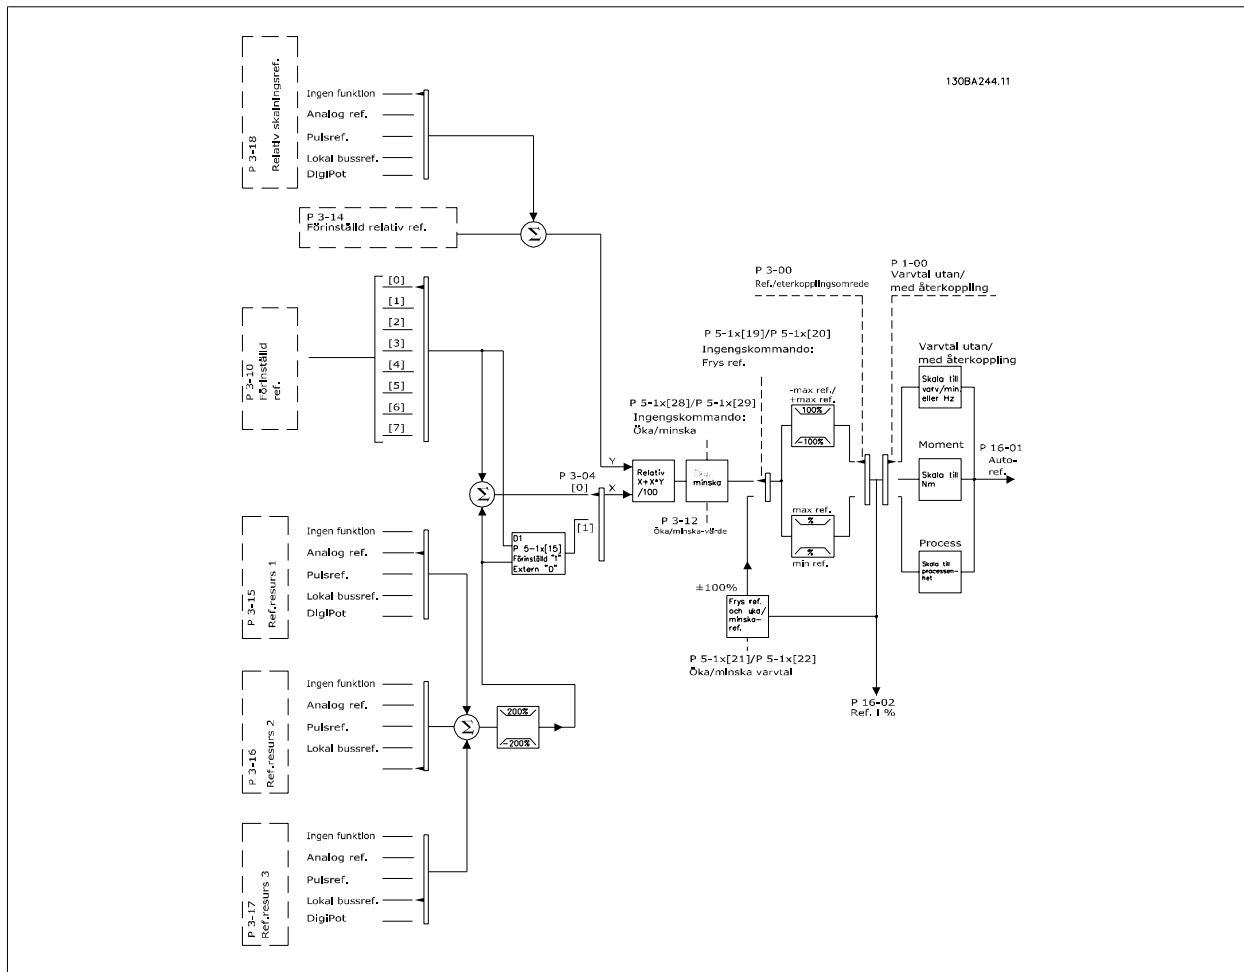 130BA244.11
P 3-18
Relativ skalningsref.
Ingen funktion
Analog ref.
Pulsref.
Lokal bussref.
DigiPot
P 3-14
Förinställd relativ ref.
P 3-10
Förinställd
ref.
[0]
[1]
[2]
[3]
[4]
[5]
[6]
[7]
P 3-15
Ref.resurs 1
Ingen funktion
Analog ref.
Pulsref.
Lokal bussref.
DigiPot
P 3-16
Ref.resurs 2
Ingen funktion
Analog ref.
Pulsref.
Lokal bussref.
P 3-17
Ref.resurs 3
Ingen funktion
Analog ref.
Pulsref.
Lokal bussref.
DigiPot
Σ
Σ
Σ
200%
-200%
D1
P 5-1x[15]
Förinställd "1"
Extern "0"
P 3-04
[0]
[1]
Y
X
Relativ
X+X*Y
/100
P 5-1x[28]/P 5-1x[29]
Ingengskommando:
Öka/minska
Öka/
minska
P 3-12
Öka/minska-värde
P 5-1x[19]/P 5-1x[20]
Ingengskommando:
Frys ref.
±100%
Frys ref.
och uka/
minska-
ref.
P 5-1x[21]/P 5-1x[22]
Öka/minska varvtal
P 3-00
Ref./eterkopplingsomrede
-max ref./
+max ref.
100%
-100%
max ref.
%
%
min ref.
P 1-00
Varvtal utan/
med återkoppling
Varvtal utan/
med återkoppling
Skala till
varv/min
eller Hz
Moment
Skala till
Nm
Process
Skala till
processen-
het
P 16-01
Auto-
ref.
P 16-02
Ref. i %